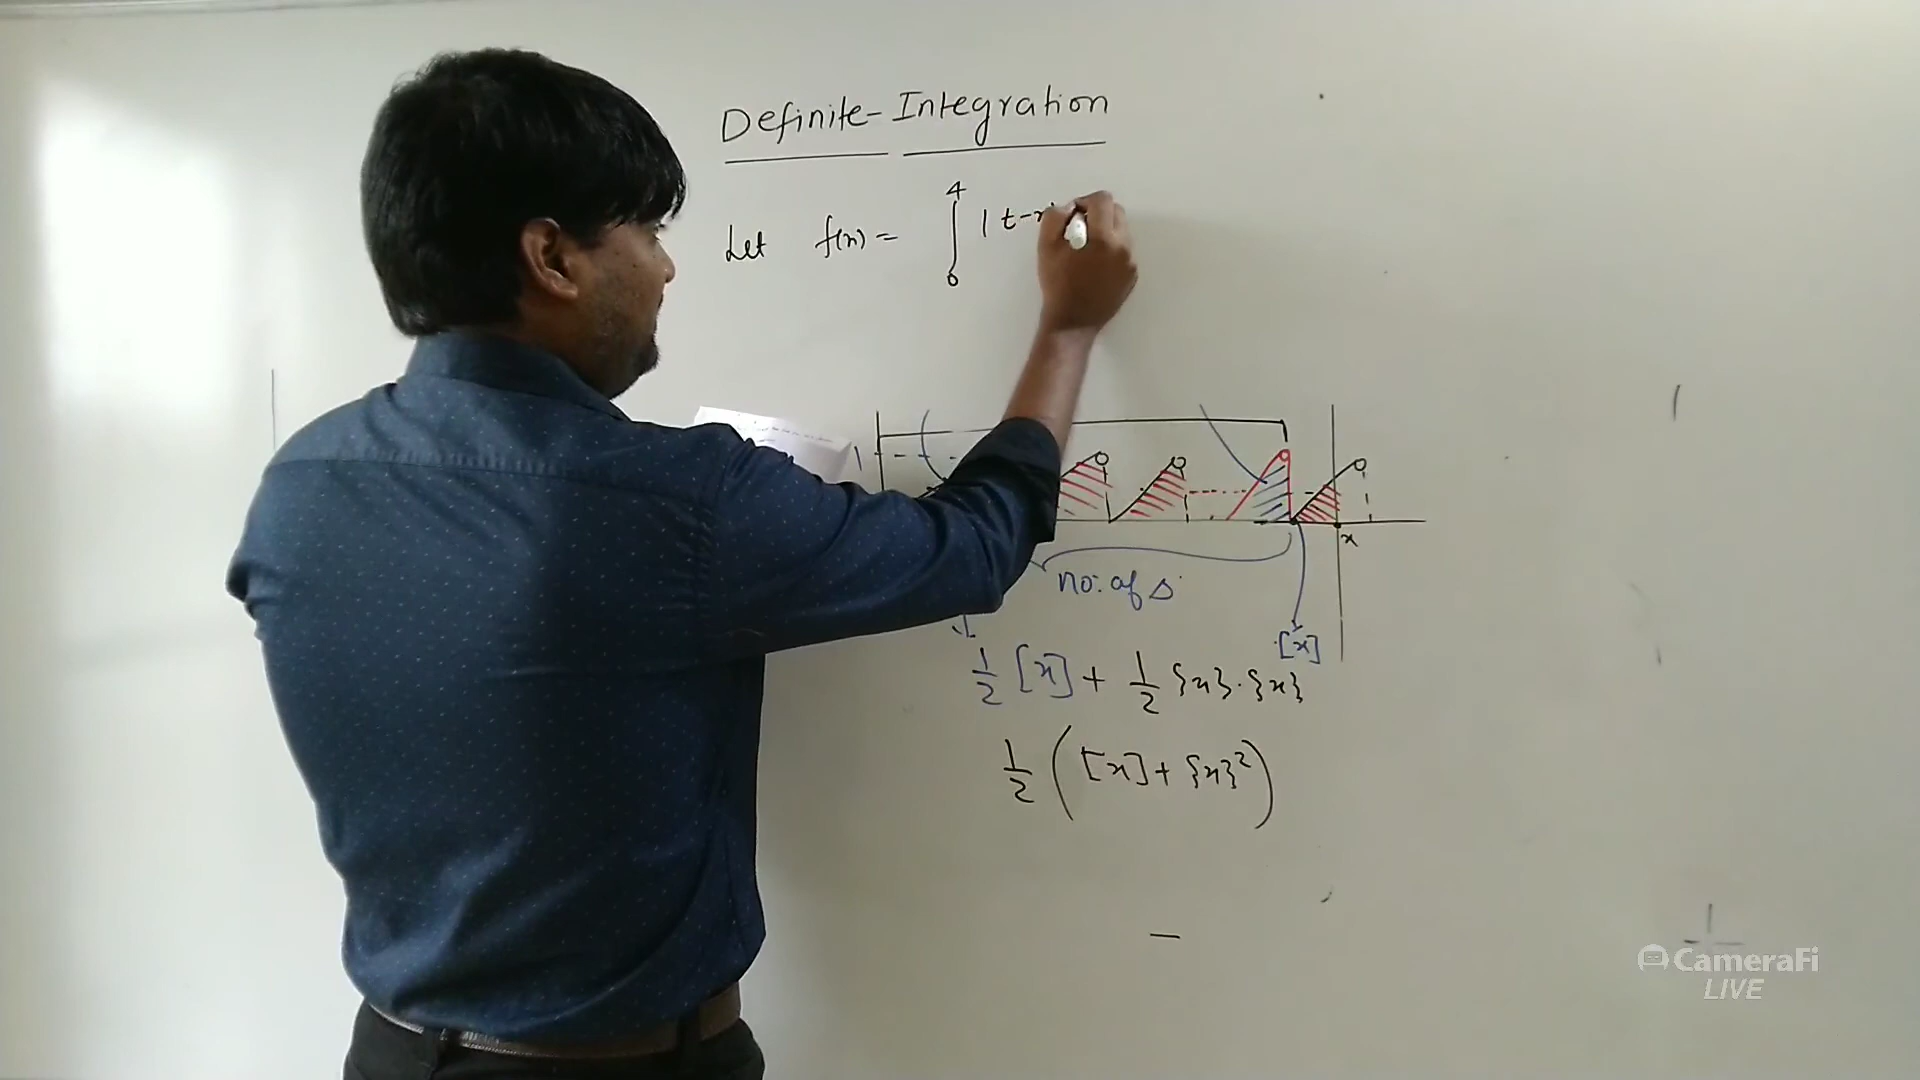 Definite-Integration
Let f(x) = ∫₀⁴ |t-x
1
x
no. of Δ
[x]
1/2 [x] + 1/2 {x}.{x}
1/2 ([x] + {x}²)
CameraFi
LIVE